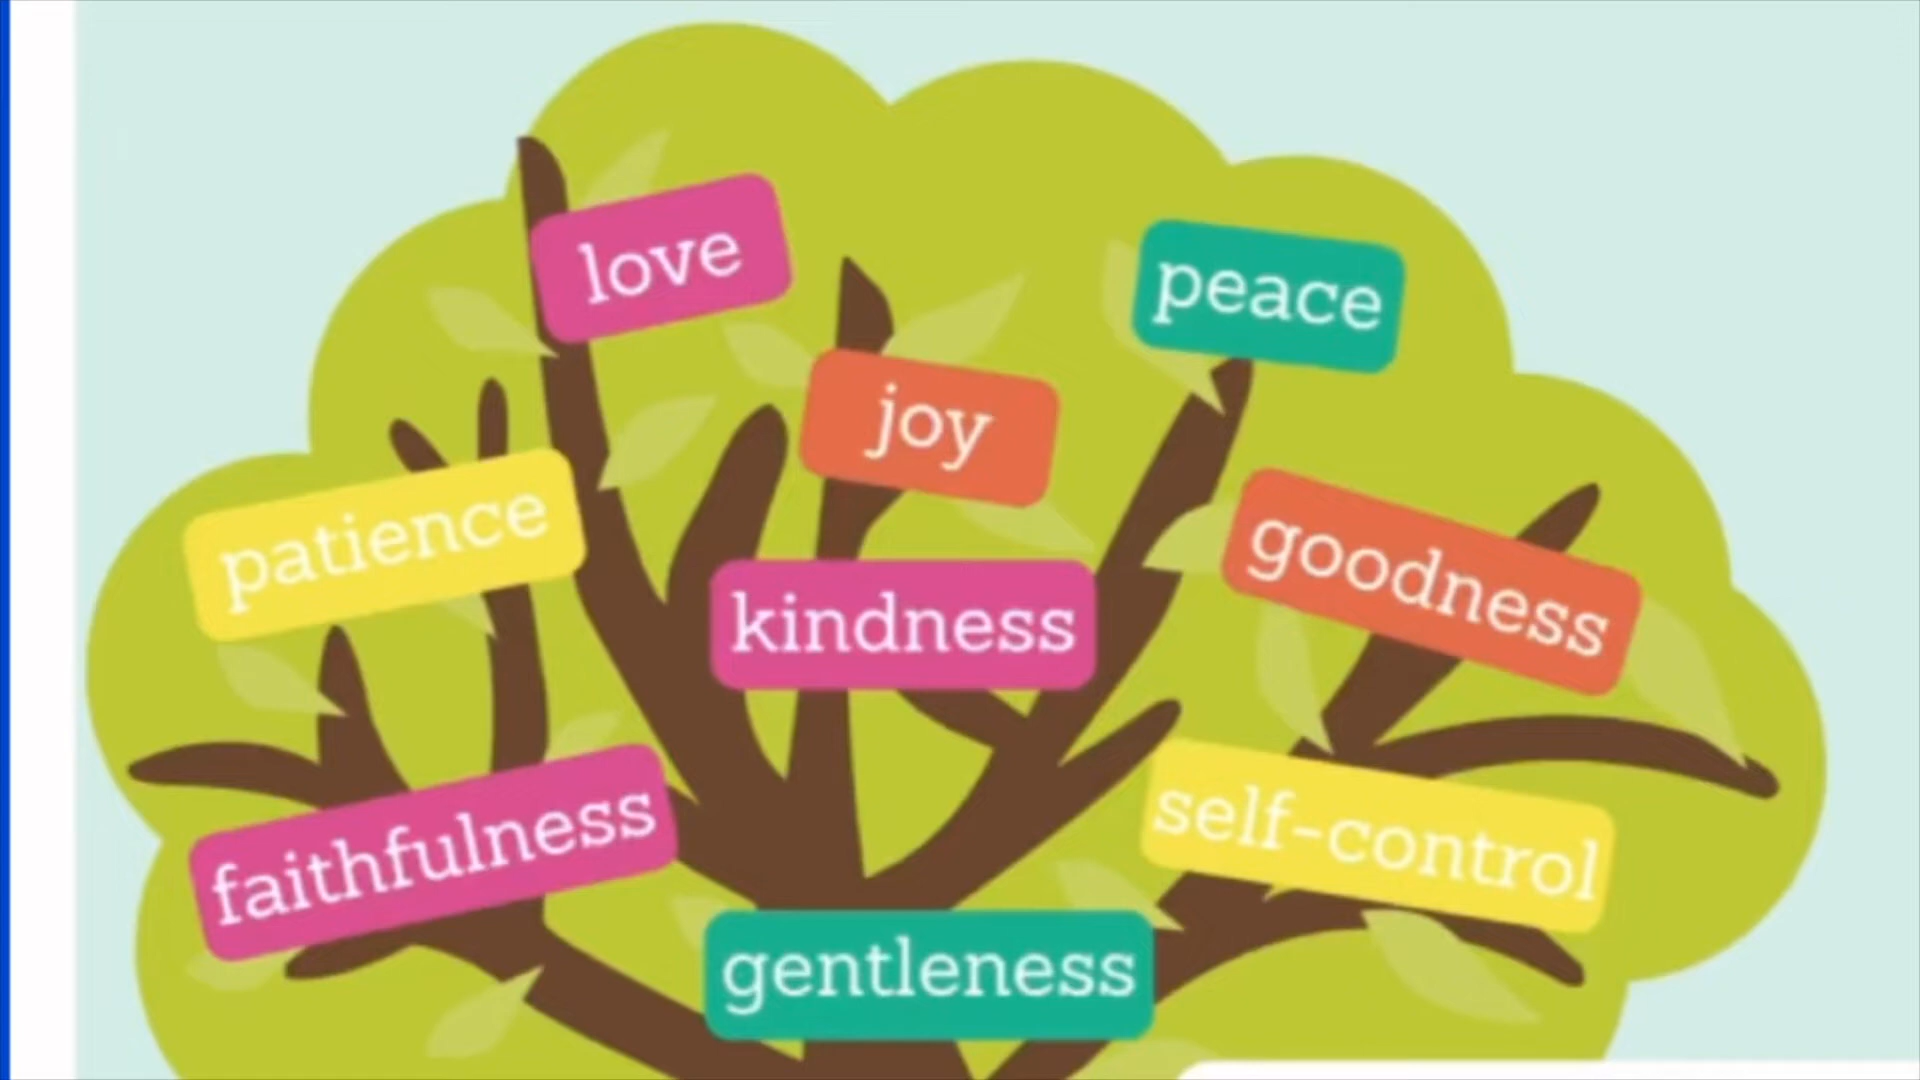 love
peace
joy
patience
goodness
kindness
faithfulness
self-control
gentleness